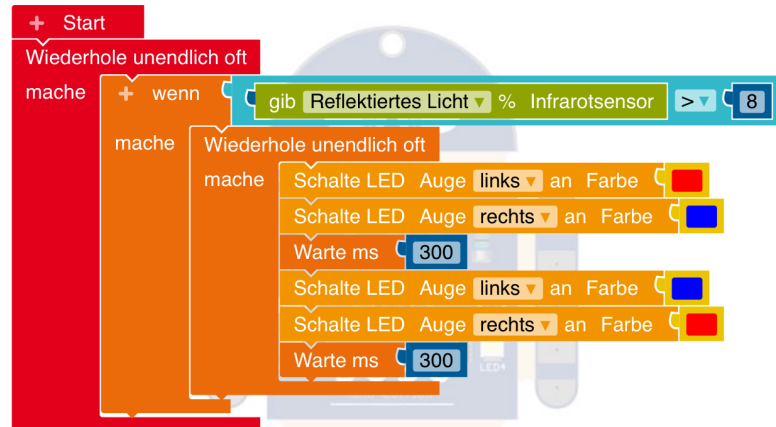 + Start
Wiederhole unendlich oft
mache + wenn gib Reflektiertes Licht % Infrarotsensor > 8
mache Wiederhole unendlich oft
mache Schalte LED Auge links an Farbe
Schalte LED Auge rechts an Farbe
Warte ms 300
Schalte LED Auge links an Farbe
Schalte LED Auge rechts an Farbe
Warte ms 300
LED4